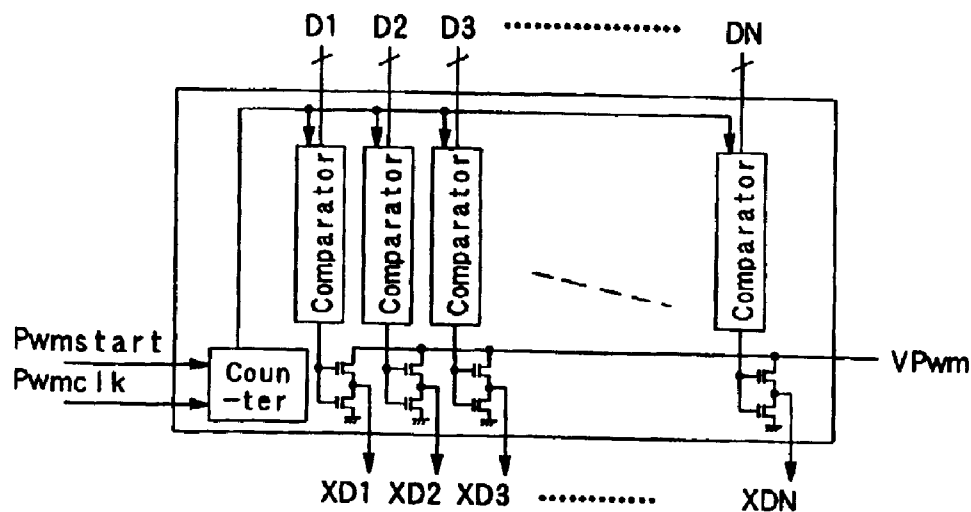 D1 D2 D3 DN
Comparator
Comparator
Comparator
Comparator
Pwmstart
Pwmclk
Coun
-ter
VPwm
XD1 XD2 XD3 XDN